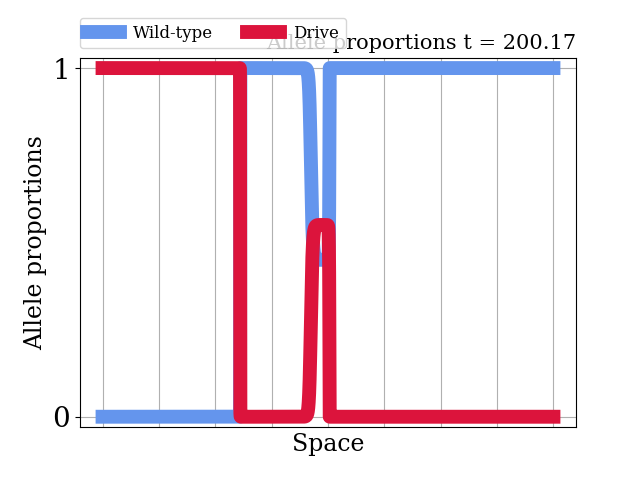 Wild-type Drive
Allele proportions t = 200.17
1
Allele proportions
0
Space